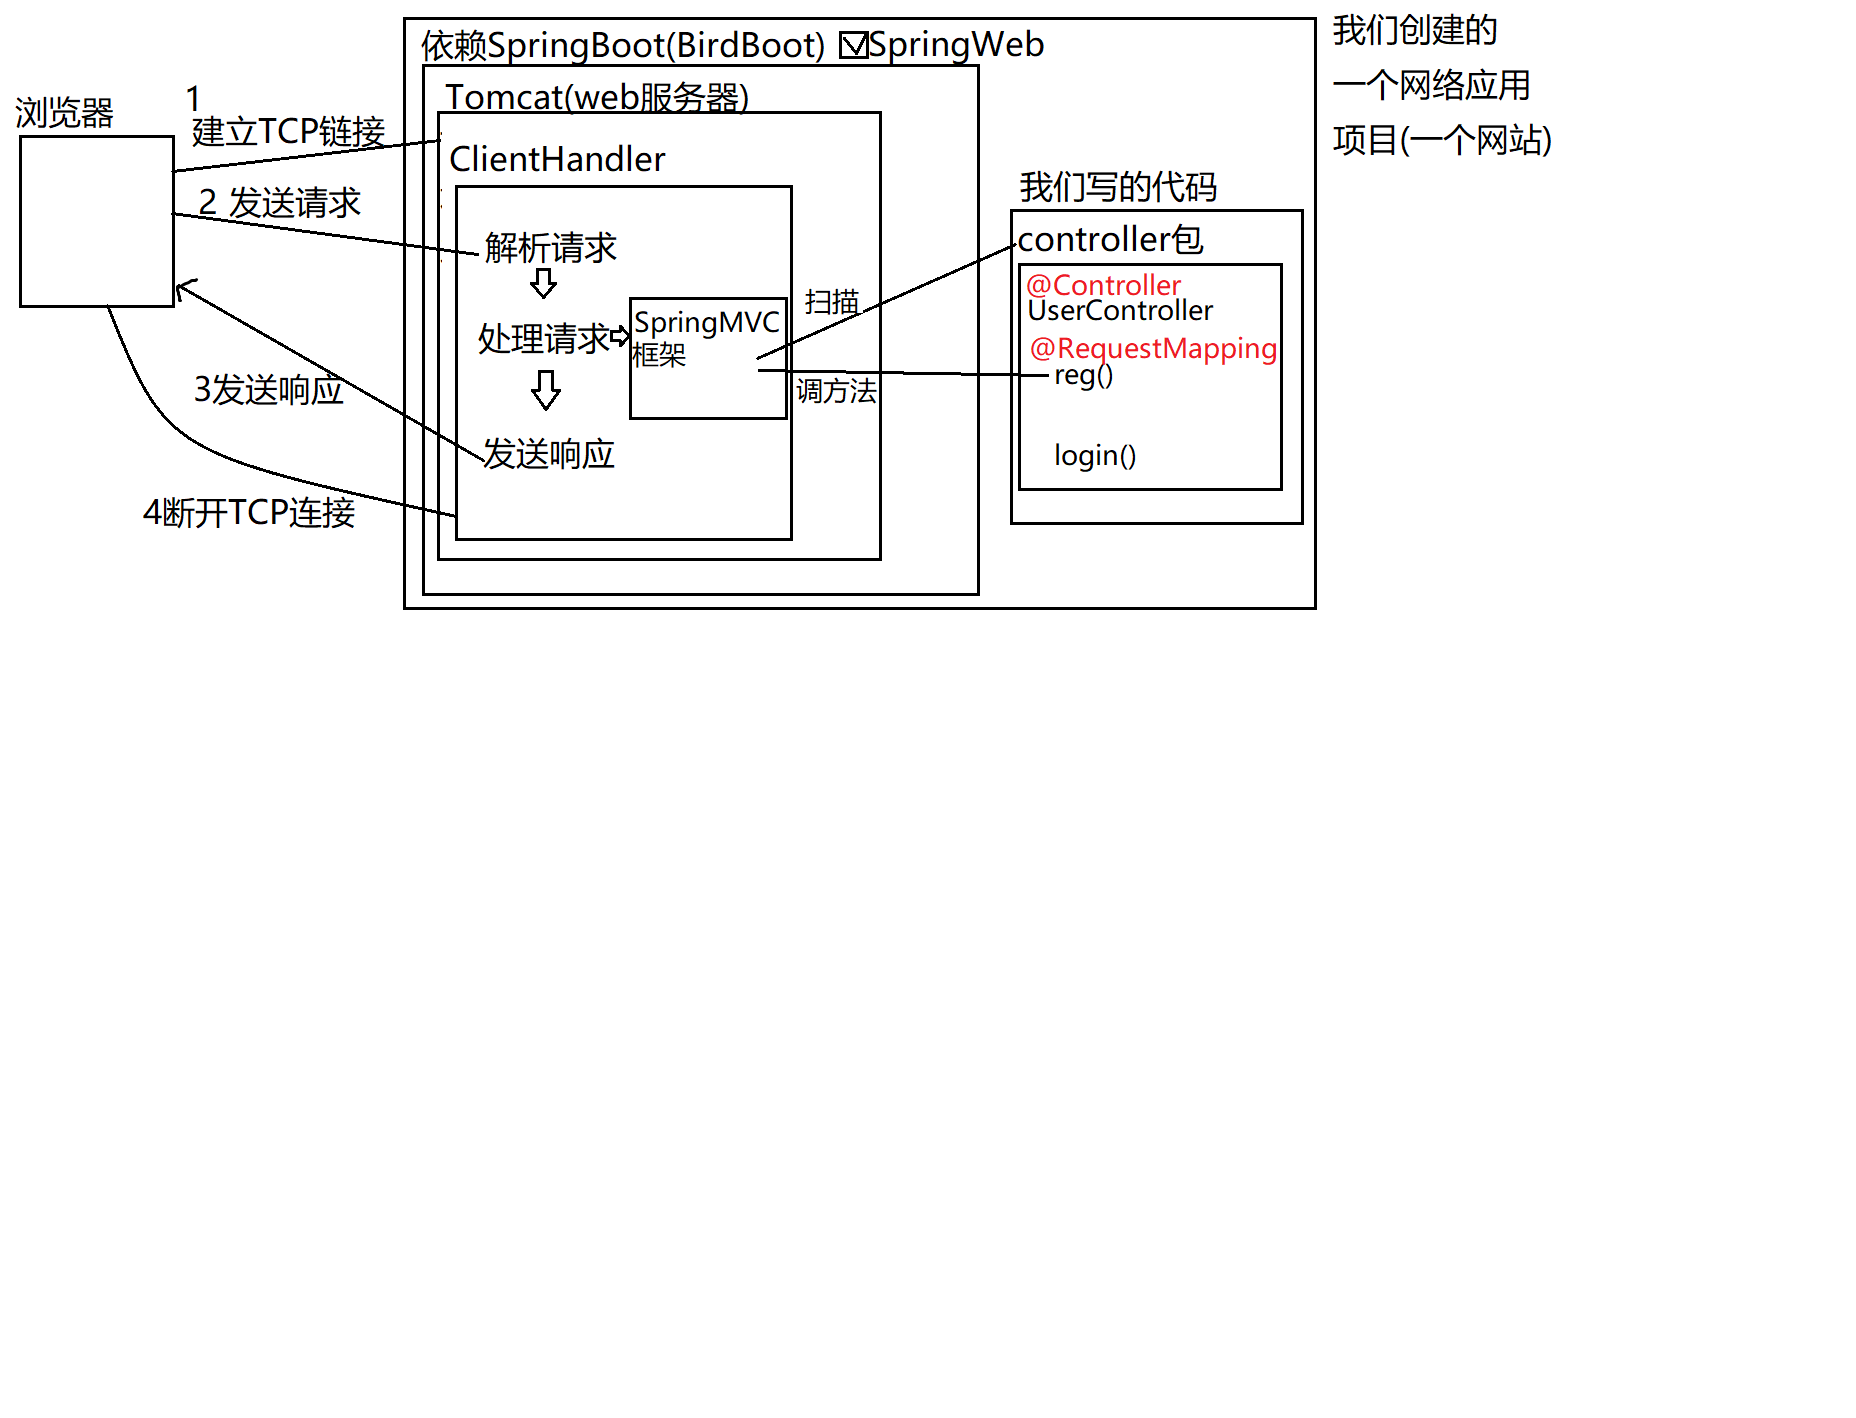 依赖SpringBoot(BirdBoot) SpringWeb
我们创建的
一个网络应用
项目(一个网站)
Tomcat(web服务器)
浏览器
1
建立TCP链接
ClientHandler
2 发送请求
解析请求
处理请求
SpringMVC
框架
扫描
调方法
3发送响应
发送响应
4断开TCP连接
我们写的代码
controller包
@Controller
UserController
@RequestMapping
reg()
login()